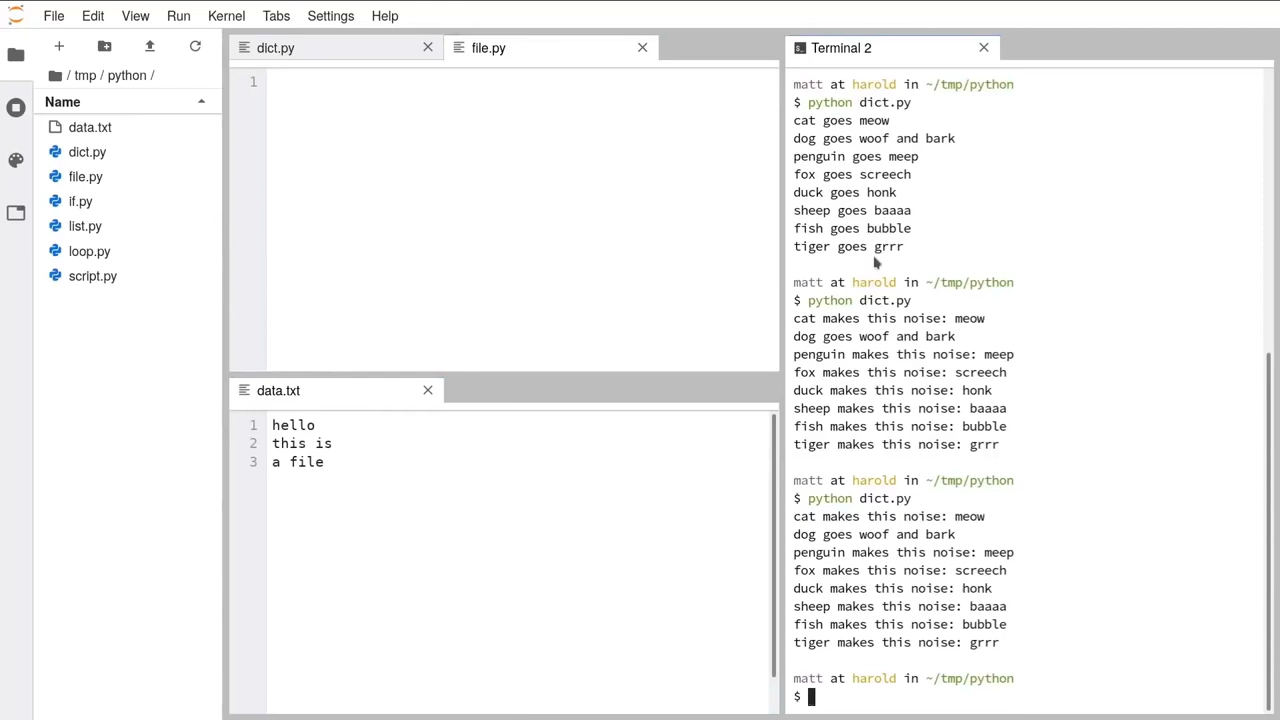 File Edit View Run Kernel Tabs Settings Help
/ tmp / python /
Name
data.txt
dict.py
file.py
if.py
list.py
loop.py
script.py
dict.py
file.py
1
data.txt
1 hello
2 this is
3 a file
Terminal 2
matt at harold in ~/tmp/python
$ python dict.py
cat goes meow
dog goes woof and bark
penguin goes meep
fox goes screech
duck goes honk
sheep goes baaaa
fish goes bubble
tiger goes grrr
matt at harold in ~/tmp/python
$ python dict.py
cat makes this noise: meow
dog goes woof and bark
penguin makes this noise: meep
fox makes this noise: screech
duck makes this noise: honk
sheep makes this noise: baaaa
fish makes this noise: bubble
tiger makes this noise: grrr
matt at harold in ~/tmp/python
$ python dict.py
cat makes this noise: meow
dog goes woof and bark
penguin makes this noise: meep
fox makes this noise: screech
duck makes this noise: honk
sheep makes this noise: baaaa
fish makes this noise: bubble
tiger makes this noise: grrr
matt at harold in ~/tmp/python
$